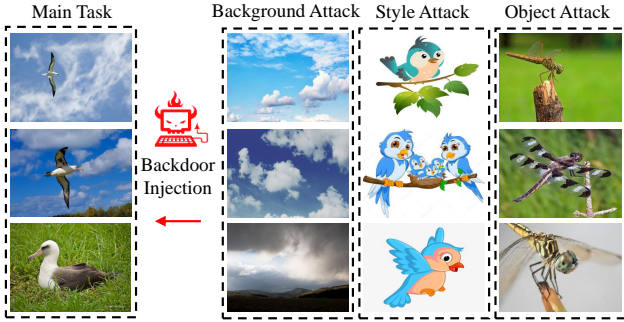 Main Task
Background Attack
Style Attack
Object Attack
Backdoor
Injection